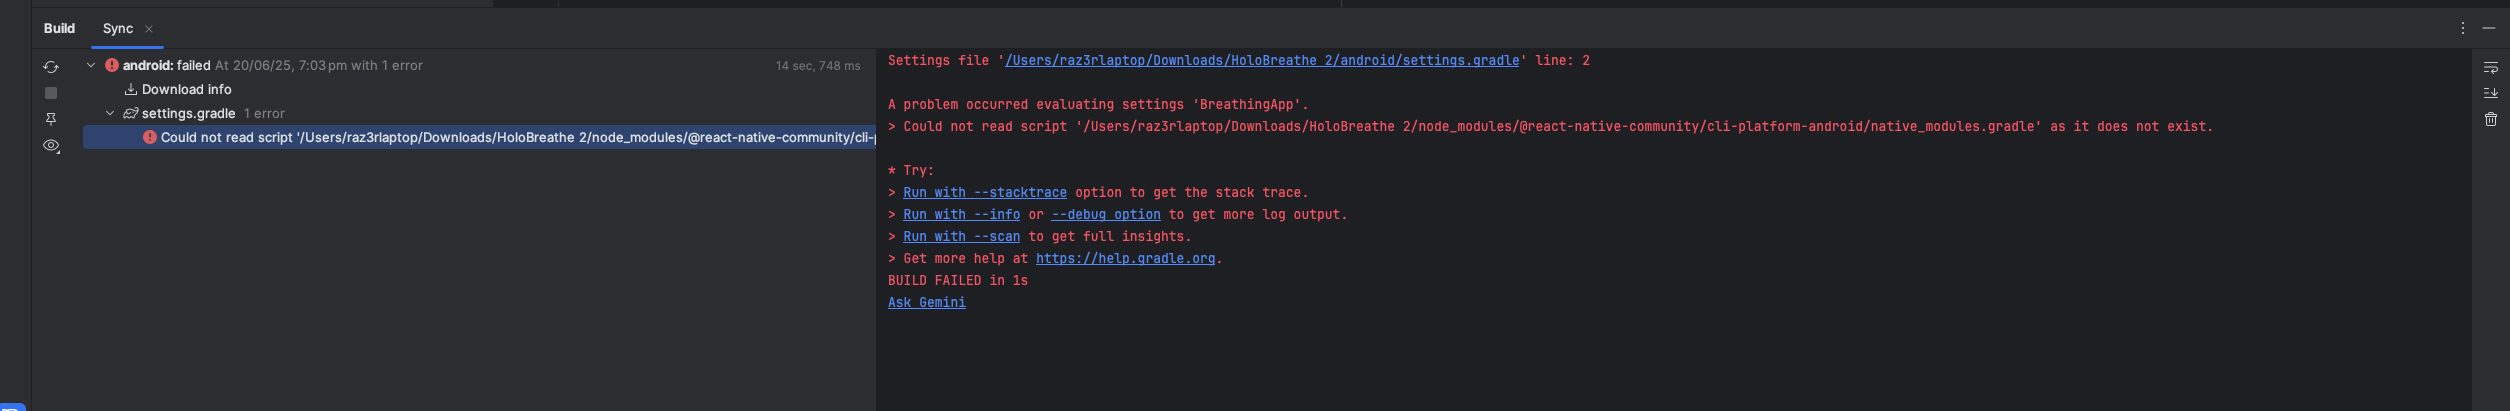 Build
Sync
android: failed At 20/06/25, 7:03 pm with 1 error 14 sec, 748 ms
Download info
settings.gradle 1 error
Could not read script '/Users/raz3rlaptop/Downloads/HoloBreathe 2/node_modules/@react-native-community/cli-p
Settings file '/Users/raz3rlaptop/Downloads/HoloBreathe 2/android/settings.gradle' line: 2
A problem occurred evaluating settings 'BreathingApp'.
> Could not read script '/Users/raz3rlaptop/Downloads/HoloBreathe 2/node_modules/@react-native-community/cli-platform-android/native_modules.gradle' as it does not exist.
* Try:
> Run with --stacktrace option to get the stack trace.
> Run with --info or --debug option to get more log output.
> Run with --scan to get full insights.
> Get more help at https://help.gradle.org.
BUILD FAILED in 1s
Ask Gemini